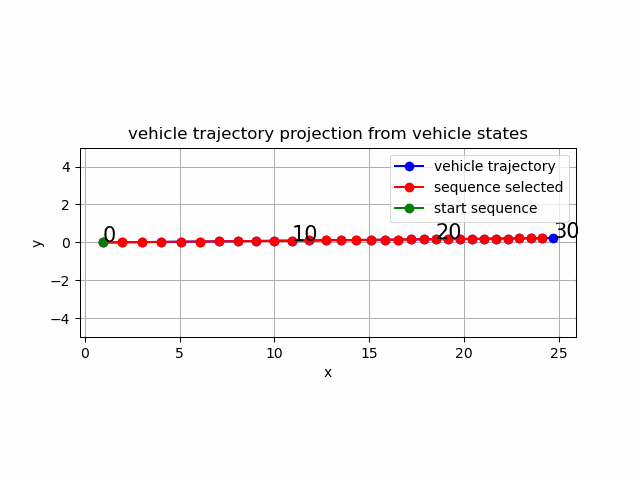 vehicle trajectory projection from vehicle states
vehicle trajectory
sequence selected
start sequence
0 10 20 30
4
2
0
−2
−4
y
0 5 10 15 20 25
x